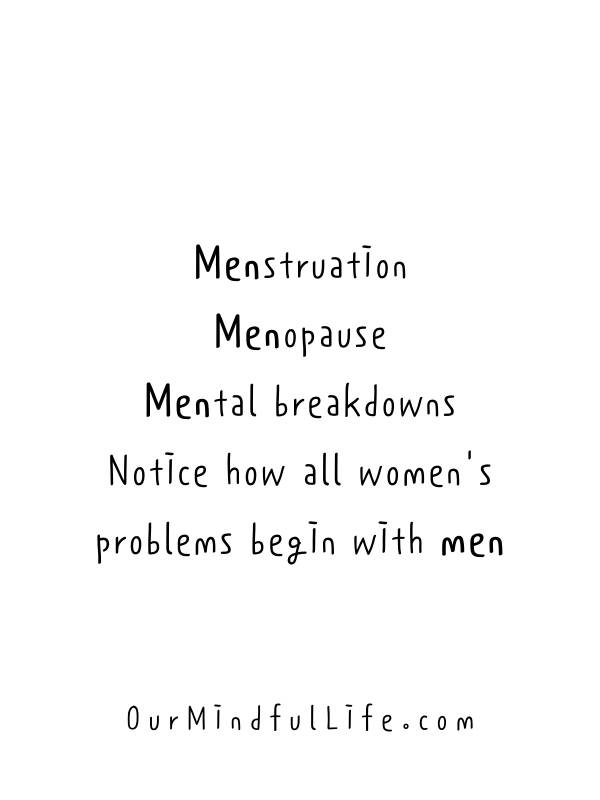 Menstruation
Menopause
Mental breakdowns
Notice how all women's
problems begin with men
OurMindfulLife.com